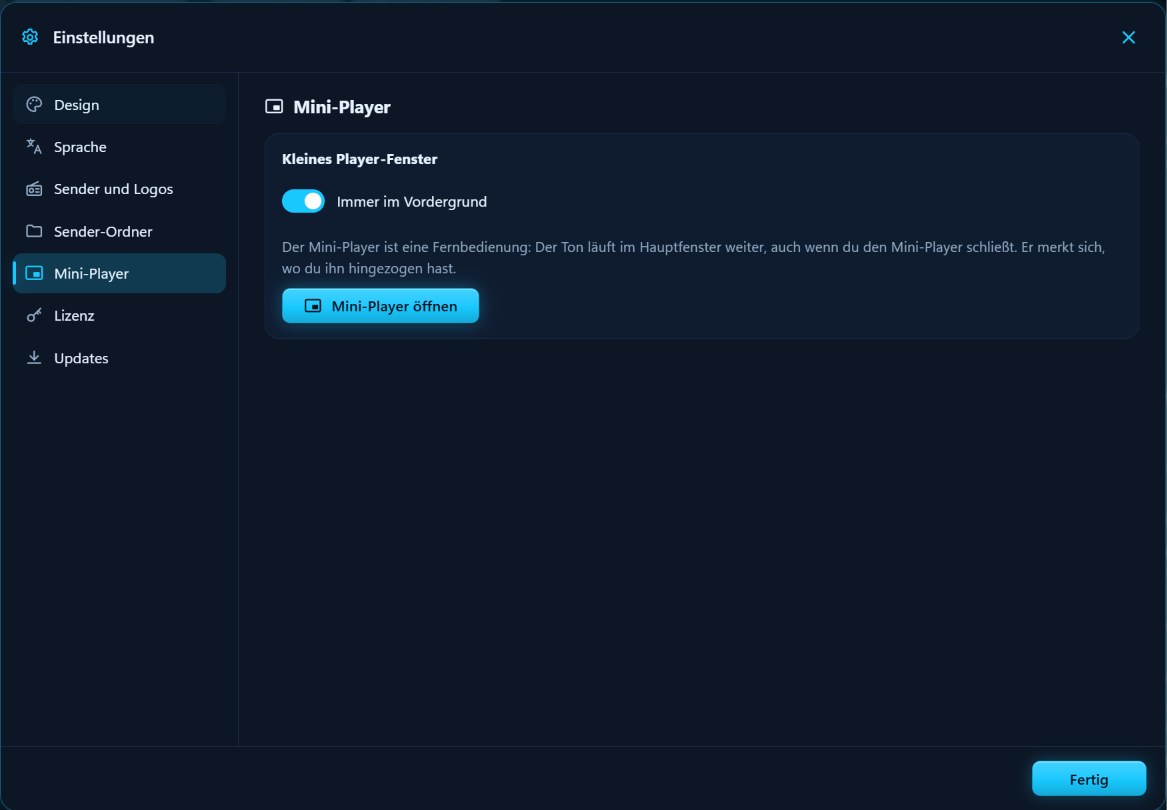 Einstellungen
Design
Sprache
Sender und Logos
Sender-Ordner
Mini-Player
Lizenz
Updates
Mini-Player
Kleines Player-Fenster
Immer im Vordergrund
Der Mini-Player ist eine Fernbedienung: Der Ton läuft im Hauptfenster weiter, auch wenn du den Mini-Player schließt. Er merkt sich,
wo du ihn hingezogen hast.
Mini-Player öffnen
Fertig